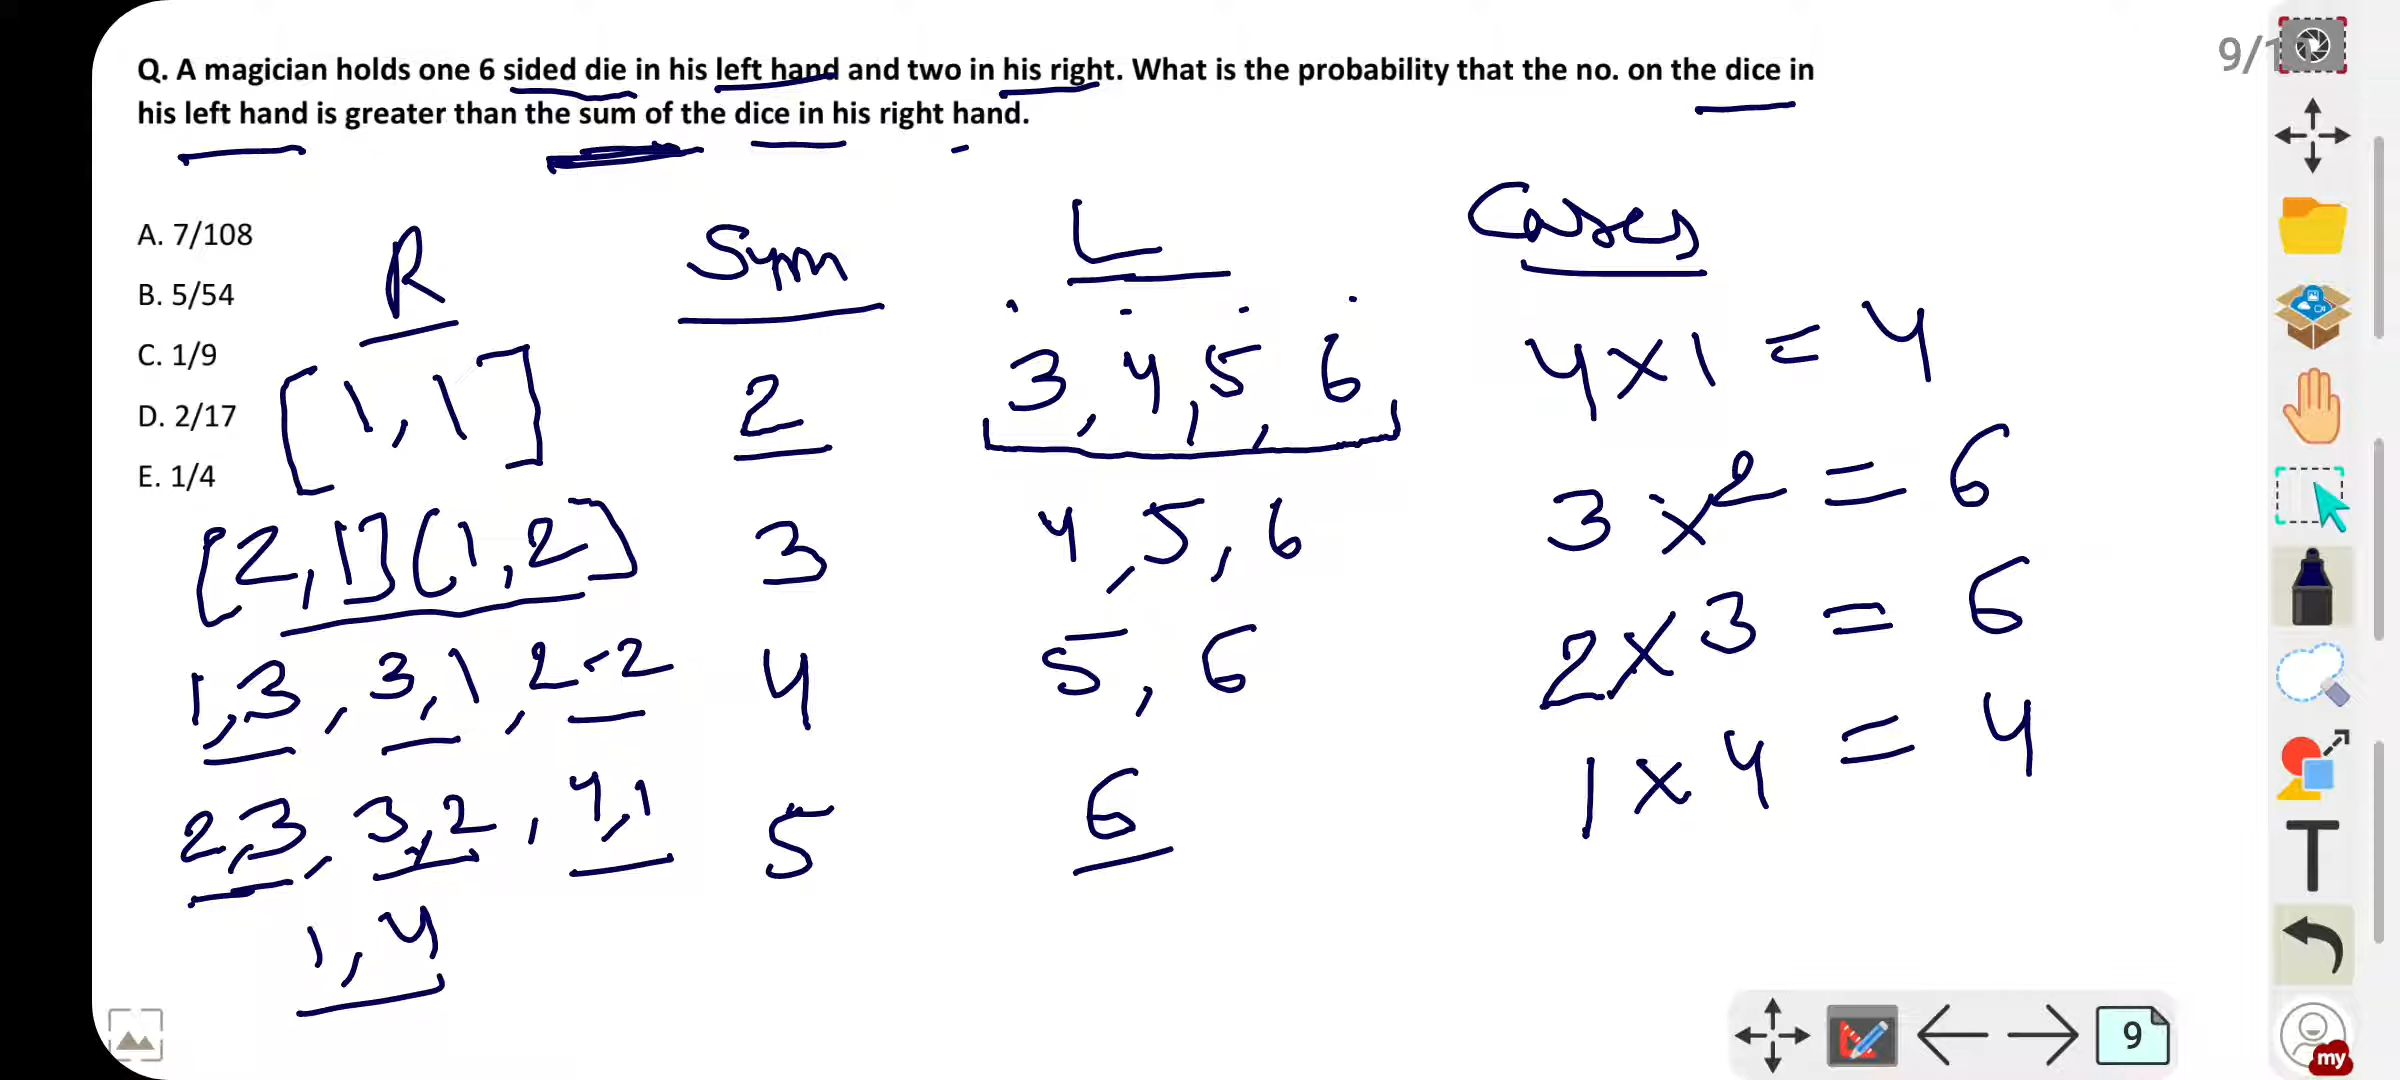 Q. A magician holds one 6 sided die in his left hand and two in his right. What is the probability that the no. on the dice in
his left hand is greater than the sum of the dice in his right hand.
A. 7/108
B. 5/54
C. 1/9
D. 2/17
E. 1/4
R Sum L Cases
[1,1] 2 3, 4, 5, 6 4 x 1 = 4
[2,1] (1,2] 3 4, 5, 6 3 x 2 = 6
1,3, 3,1, 2-2 4 5, 6 2 x 3 = 6
2,3, 3,2, 4,1 5 6 1 x 4 = 4
1,4
T
9
my